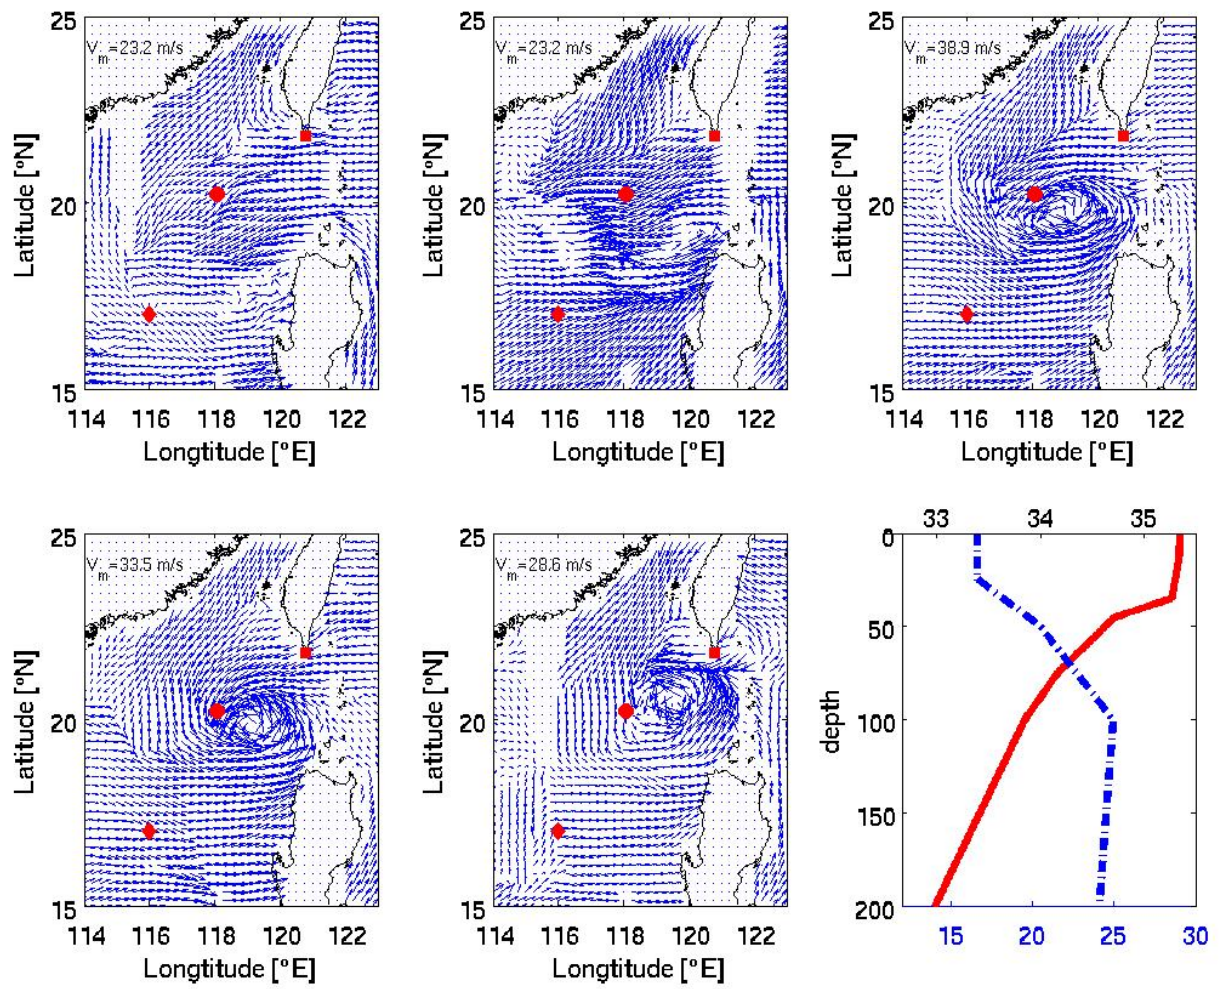 25
20
15
Latitude [°N]
V_m=23.2 m/s
114 116 118 120 122
Longtitude [°E]
25
20
15
Latitude [°N]
V_m=23.2 m/s
114 116 118 120 122
Longtitude [°E]
25
20
15
Latitude [°N]
V_m=38.9 m/s
114 116 118 120 122
Longtitude [°E]
25
20
15
Latitude [°N]
V_m=33.5 m/s
114 116 118 120 122
Longtitude [°E]
25
20
15
Latitude [°N]
V_m=28.6 m/s
114 116 118 120 122
Longtitude [°E]
33 34 35
0
50
100
150
200
depth
15 20 25 30